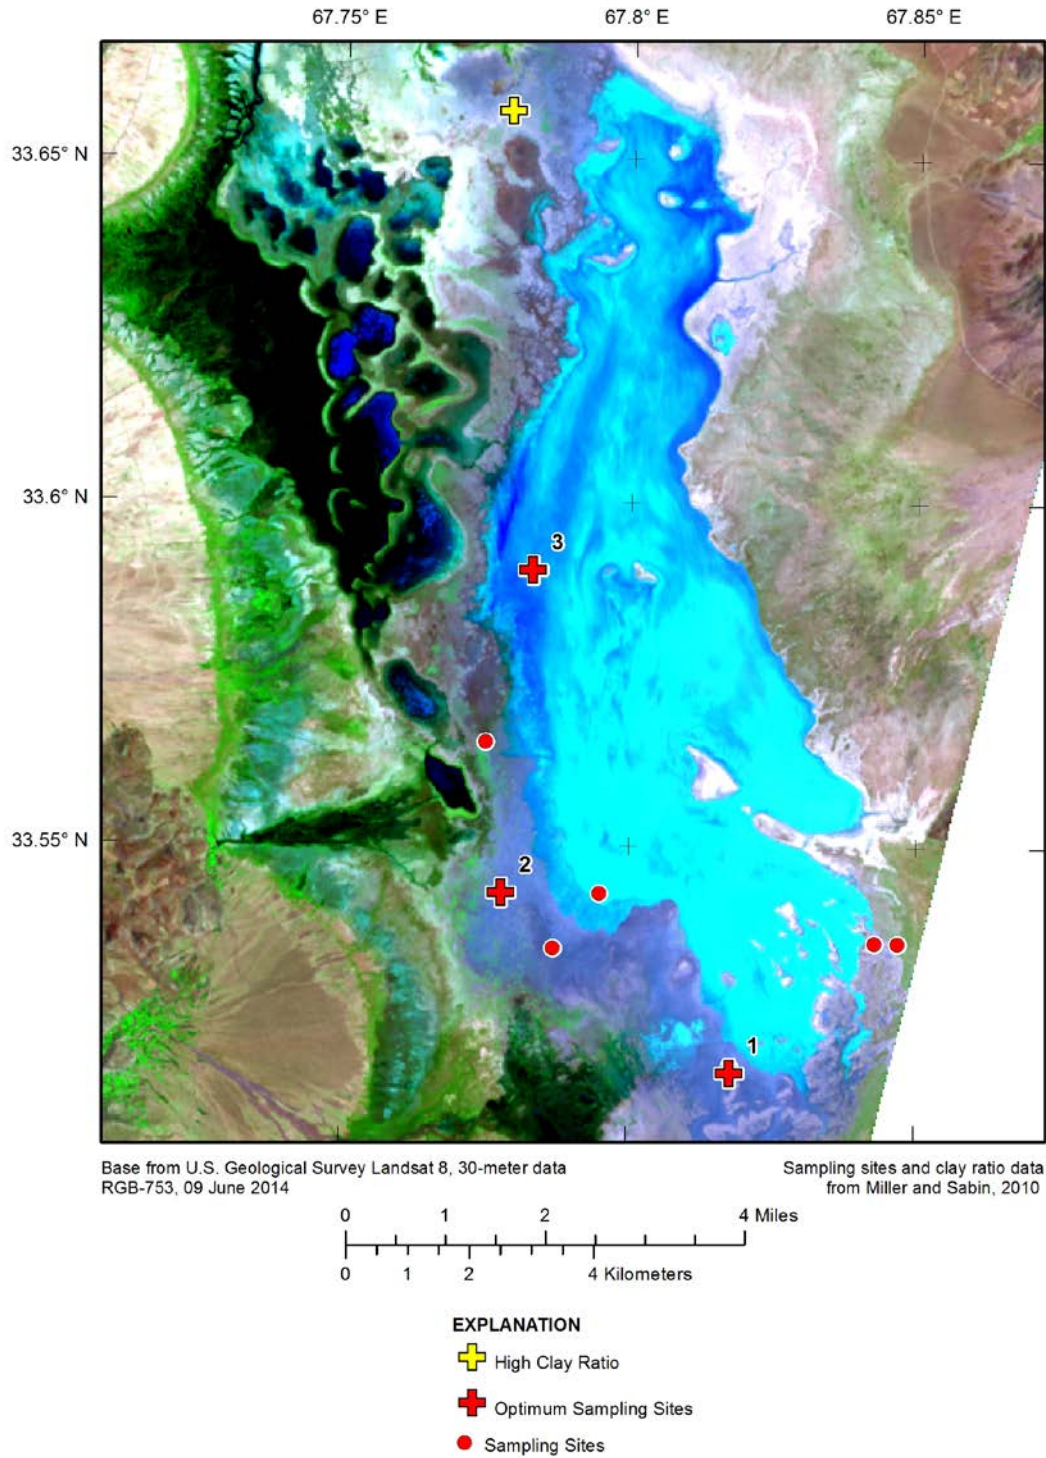 67.75° E 67.8° E 67.85° E
33.65° N
33.6° N
3
33.55° N
2
1
Base from U.S. Geological Survey Landsat 8, 30-meter data
RGB-753, 09 June 2014
Sampling sites and clay ratio data
from Miller and Sabin, 2010
0 1 2 4 Miles
0 1 2 4 Kilometers
EXPLANATION
High Clay Ratio
Optimum Sampling Sites
Sampling Sites